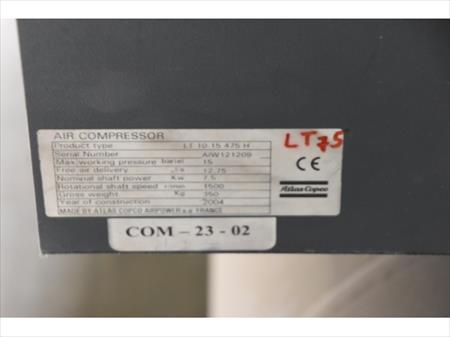 AIR COMPRESSOR
Product type LT 10 15 475 H
Serial Number AIW121209
Max. working pressure bar(e) 15
Free air delivery l/s 12.75
Nominal shaft power Kw 7.5
Rotational shaft speed r/min 1500
Gross weight Kg 350
Year of construction 2004
MADE BY ATLAS COPCO AIRPOWER FRANCE
LT75
CE
Atlas Copco
COM - 23 - 02